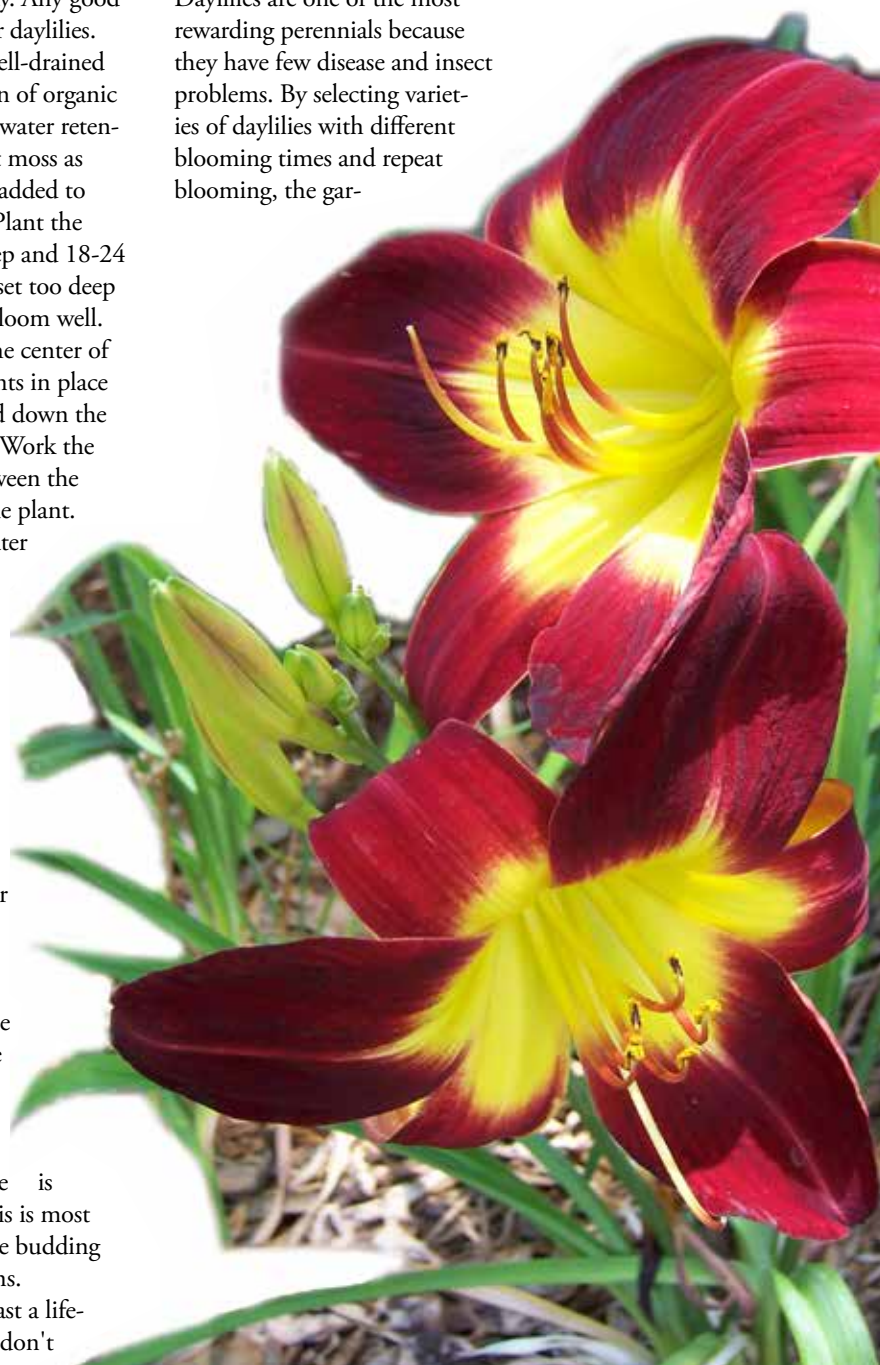 y. Any good
r daylilies.
ell-drained
n of organic
water reten-
t moss as
added to
Plant the
ep and 18-24
set too deep
loom well.
ne center of
nts in place
d down the
Work the
ween the
e plant.
ter
r
e
e
e is
is is most
e budding
ns.
ast a life-
don't
Daylilies are one of the most
rewarding perennials because
they have few disease and insect
problems. By selecting variet-
ies of daylilies with different
blooming times and repeat
blooming, the gar-